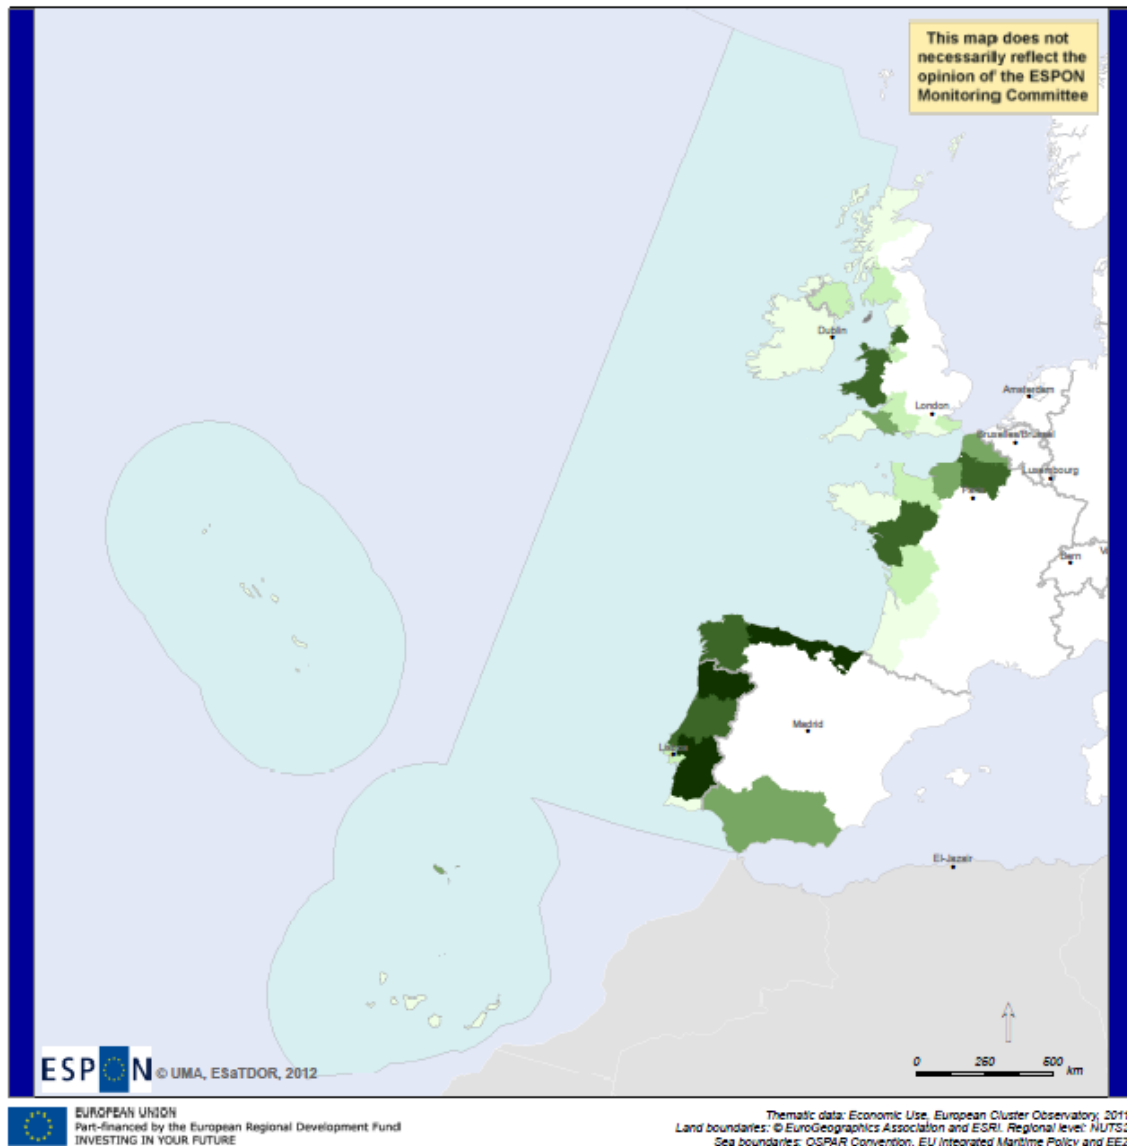 This map does not
necessarily reflect the
opinion of the ESPON
Monitoring Committee
Dublin
Amsterdam
London
Bruxelles/Brussel
Luxembourg
Bern
Madrid
El-Jazair
0 250 500
km
ESPON © UMA, ESaTDOR, 2012
EUROPEAN UNION
Part-financed by the European Regional Development Fund
INVESTING IN YOUR FUTURE
Thematic data: Economic Use, European Cluster Observatory, 2011
Land boundaries: © EuroGeographics Association and ESRI. Regional level: NUTS2
Sea boundaries: OSPAR Convention, EU Integrated Maritime Policy and EEZ